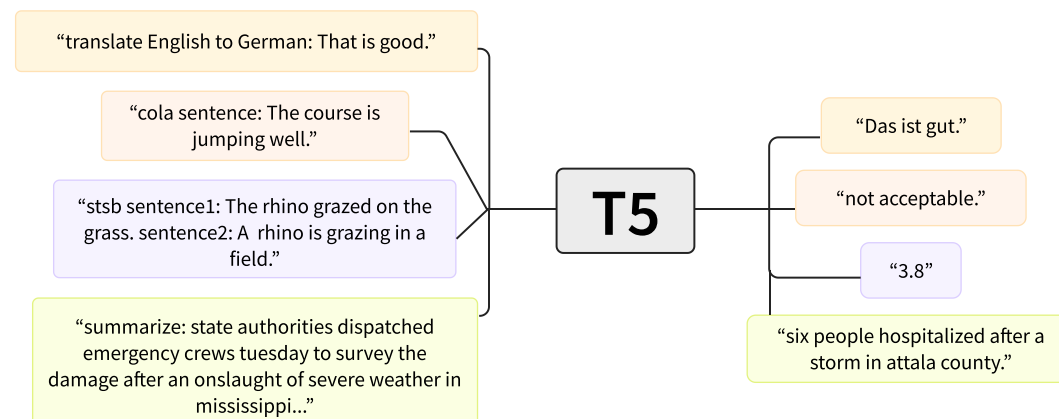 “translate English to German: That is good.”
“cola sentence: The course is
jumping well.”
“stsb sentence1: The rhino grazed on the
grass. sentence2: A  rhino is grazing in a
field.”
“summarize: state authorities dispatched
emergency crews tuesday to survey the
damage after an onslaught of severe weather in
mississippi...”
T5
“Das ist gut.”
“not acceptable.”
“3.8”
“six people hospitalized after a
storm in attala county.”